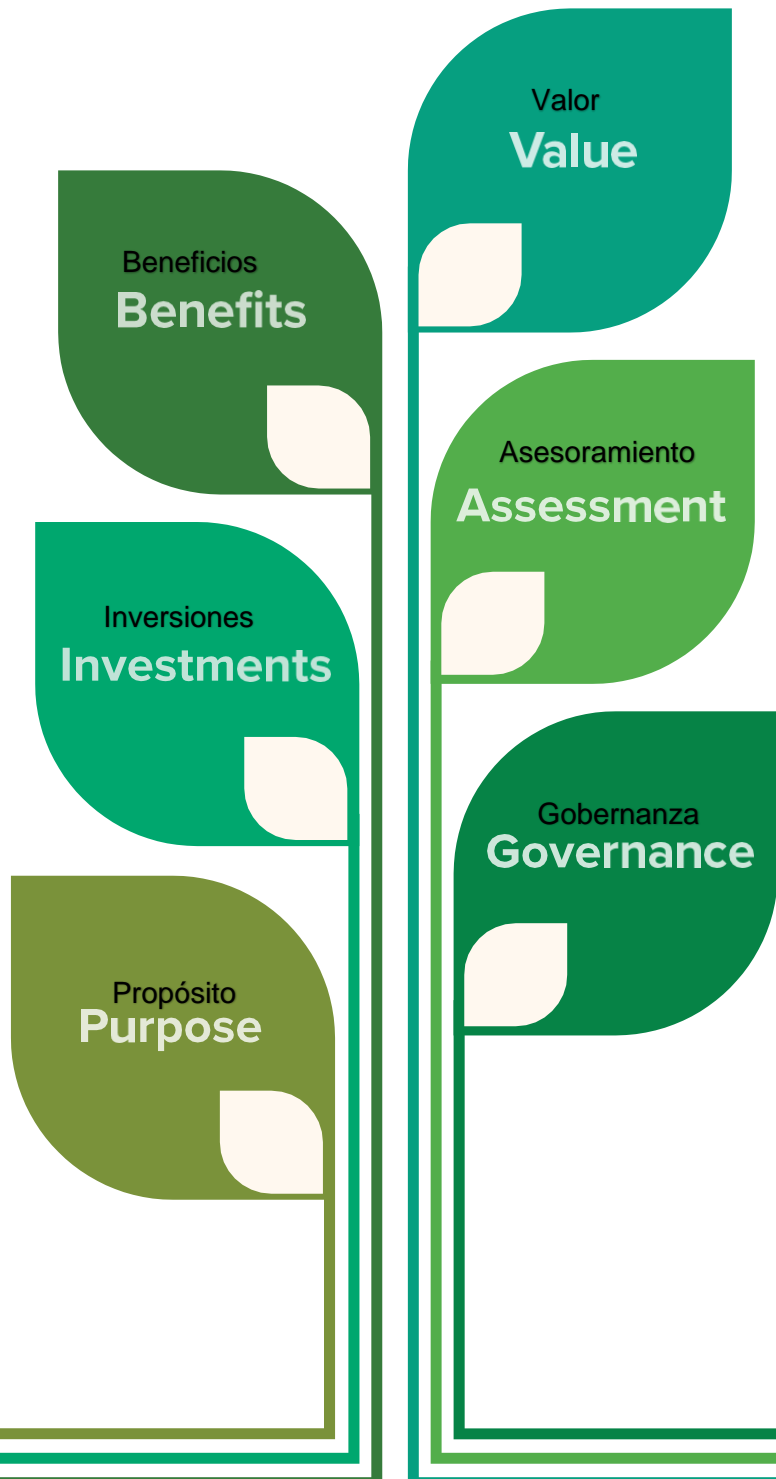 Valor
Value
Beneficios
Benefits
Asesoramiento
Assessment
Inversiones
Investments
Gobernanza
Governance
Propósito
Purpose